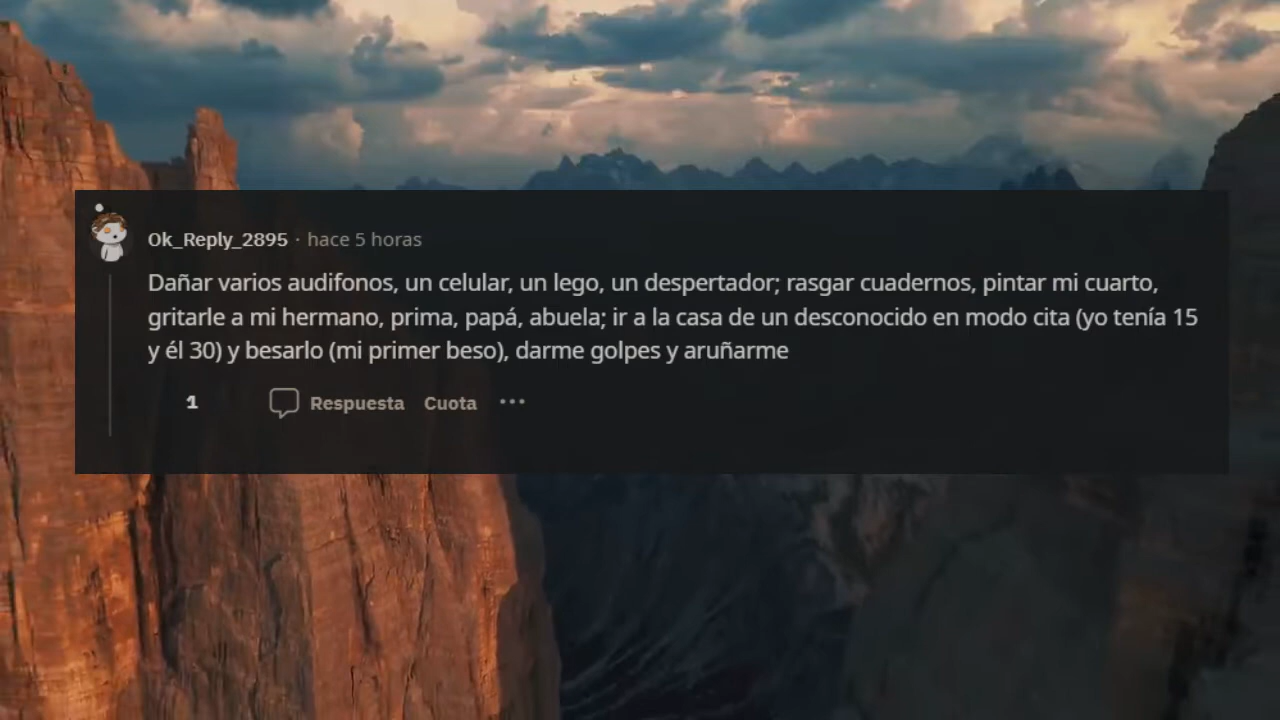 Ok_Reply_2895 · hace 5 horas
Dañar varios audifonos, un celular, un lego, un despertador; rasgar cuadernos, pintar mi cuarto,
gritarle a mi hermano, prima, papá, abuela; ir a la casa de un desconocido en modo cita (yo tenía 15
y él 30) y besarlo (mi primer beso), darme golpes y aruñarme
1 Respuesta Cuota ···